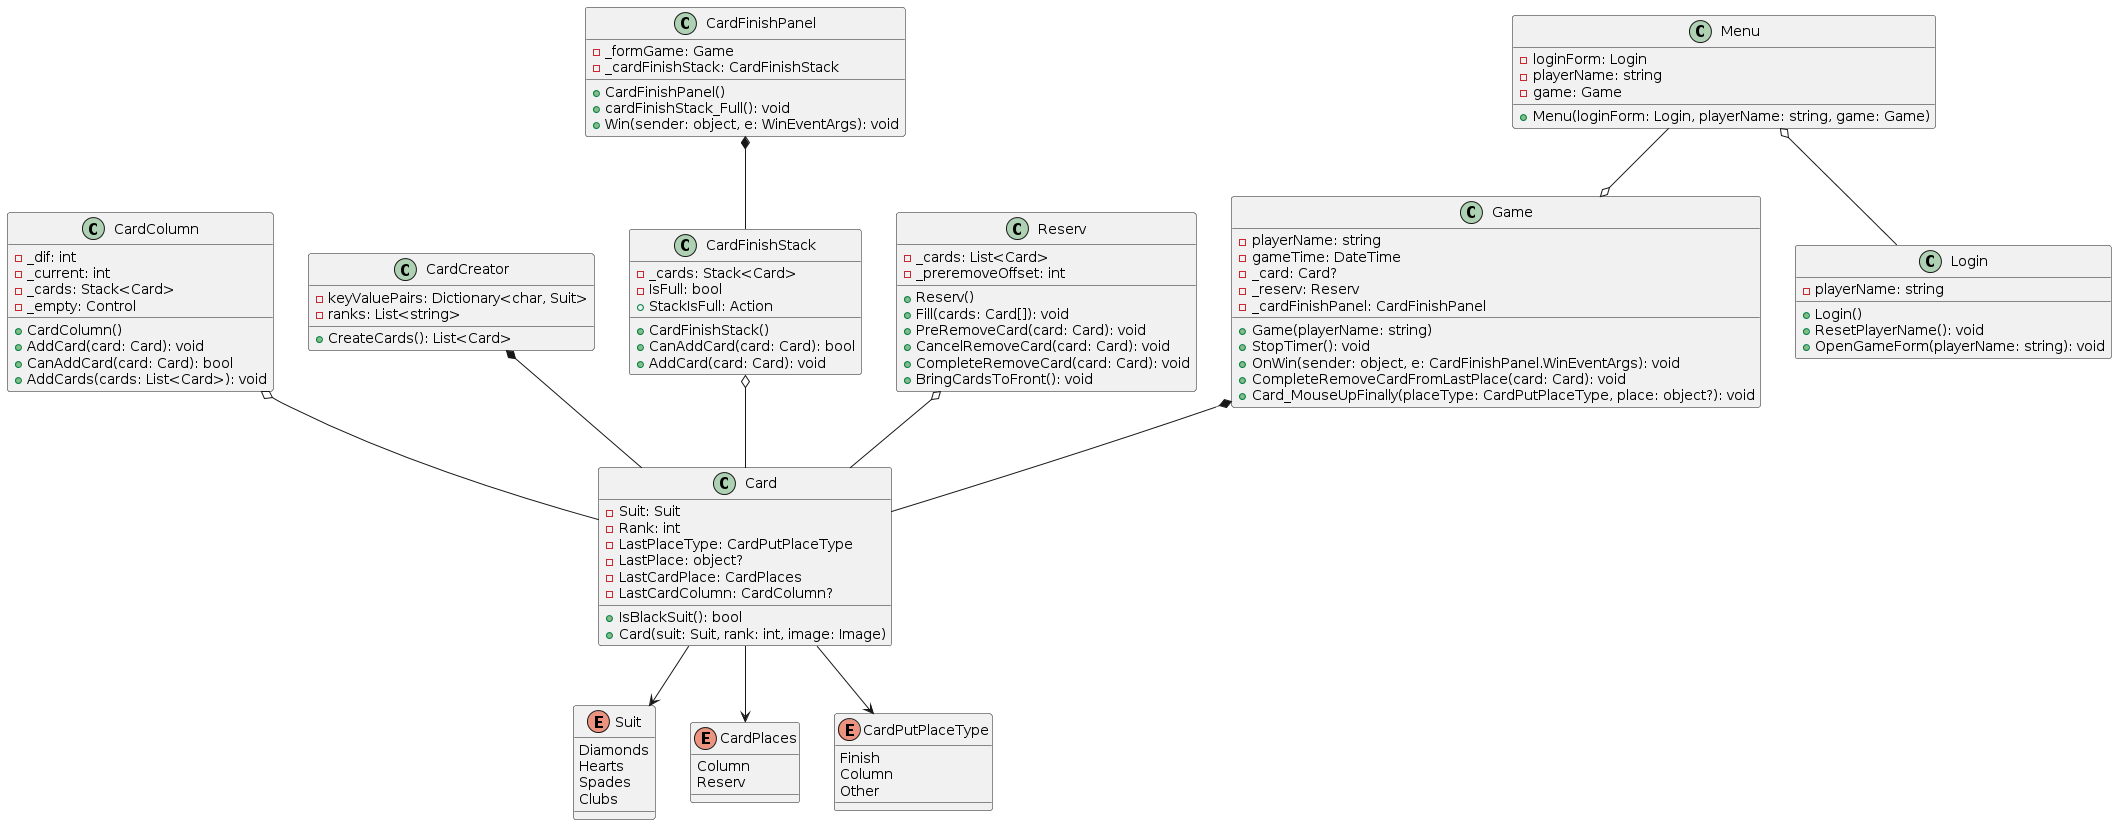 C CardFinishPanel
_formGame: Game
_cardFinishStack: CardFinishStack
CardFinishPanel()
cardFinishStack_Full(): void
Win(sender: object, e: WinEventArgs): void
C Menu
loginForm: Login
playerName: string
game: Game
Menu(loginForm: Login, playerName: string, game: Game)
C CardColumn
_dif: int
_current: int
_cards: Stack<Card>
_empty: Control
CardColumn()
AddCard(card: Card): void
CanAddCard(card: Card): bool
AddCards(cards: List<Card>): void
C CardCreator
keyValuePairs: Dictionary<char, Suit>
ranks: List<string>
CreateCards(): List<Card>
C CardFinishStack
_cards: Stack<Card>
IsFull: bool
StackIsFull: Action
CardFinishStack()
CanAddCard(card: Card): bool
AddCard(card: Card): void
C Reserv
_cards: List<Card>
_preremoveOffset: int
Reserv()
Fill(cards: Card[]): void
PreRemoveCard(card: Card): void
CancelRemoveCard(card: Card): void
CompleteRemoveCard(card: Card): void
BringCardsToFront(): void
C Game
playerName: string
gameTime: DateTime
_card: Card?
_reserv: Reserv
_cardFinishPanel: CardFinishPanel
Game(playerName: string)
StopTimer(): void
OnWin(sender: object, e: CardFinishPanel.WinEventArgs): void
CompleteRemoveCardFromLastPlace(card: Card): void
Card_MouseUpFinally(placeType: CardPutPlaceType, place: object?): void
C Login
playerName: string
Login()
ResetPlayerName(): void
OpenGameForm(playerName: string): void
C Card
Suit: Suit
Rank: int
LastPlaceType: CardPutPlaceType
LastPlace: object?
LastCardPlace: CardPlaces
LastCardColumn: CardColumn?
IsBlackSuit(): bool
Card(suit: Suit, rank: int, image: Image)
E Suit
Diamonds
Hearts
Spades
Clubs
E CardPlaces
Column
Reserv
E CardPutPlaceType
Finish
Column
Other